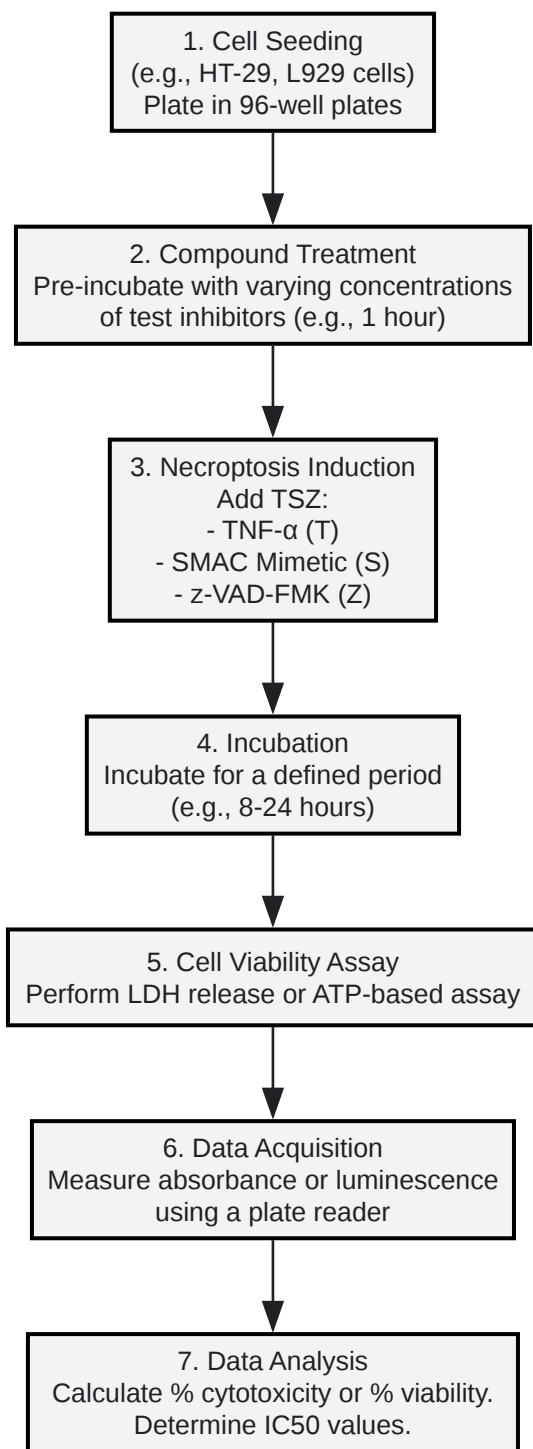 1. Cell Seeding
(e.g., HT-29, L929 cells)
Plate in 96-well plates
2. Compound Treatment
Pre-incubate with varying concentrations
of test inhibitors (e.g., 1 hour)
3. Necroptosis Induction
Add TSZ:
- TNF-α (T)
- SMAC Mimetic (S)
- z-VAD-FMK (Z)
4. Incubation
Incubate for a defined period
(e.g., 8-24 hours)
5. Cell Viability Assay
Perform LDH release or ATP-based assay
6. Data Acquisition
Measure absorbance or luminescence
using a plate reader
7. Data Analysis
Calculate % cytotoxicity or % viability.
Determine IC50 values.